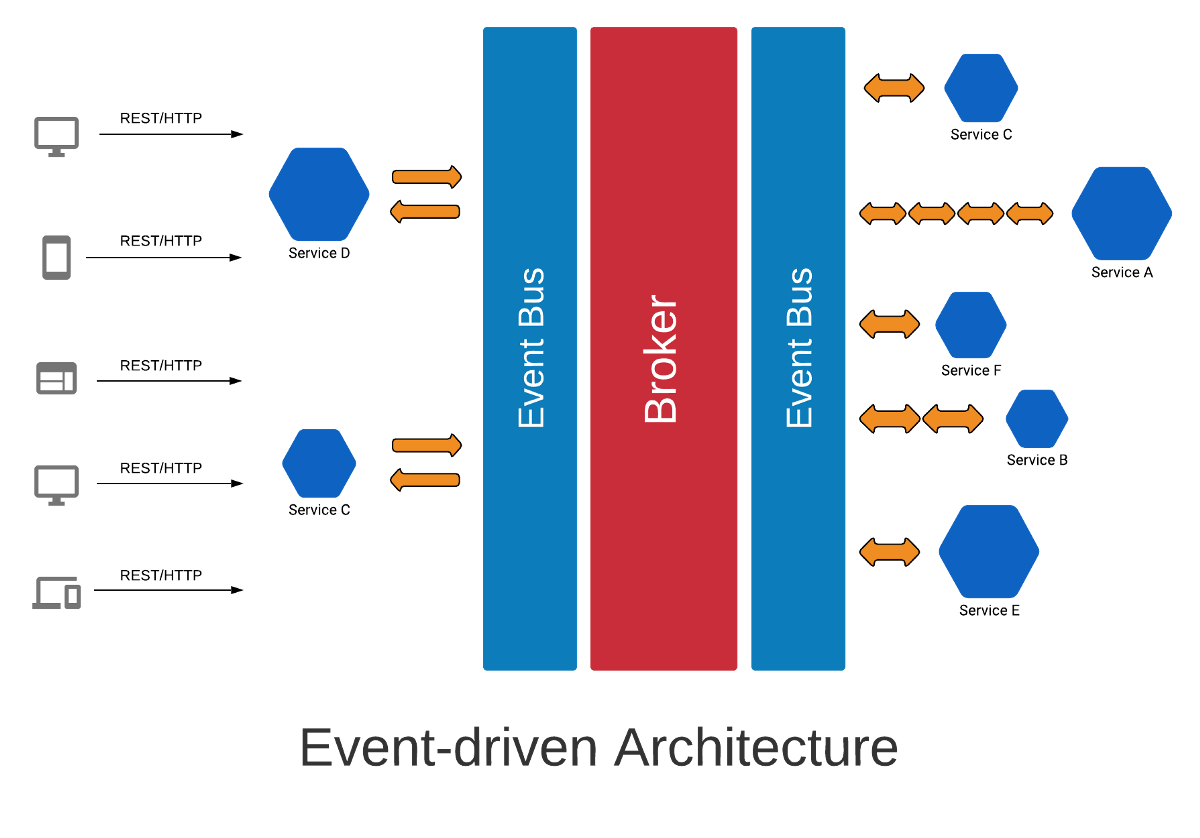 REST/HTTP
REST/HTTP
REST/HTTP
REST/HTTP
REST/HTTP
Service D
Service C
Event Bus
Broker
Event Bus
Service C
Service A
Service F
Service B
Service E
Event-driven Architecture